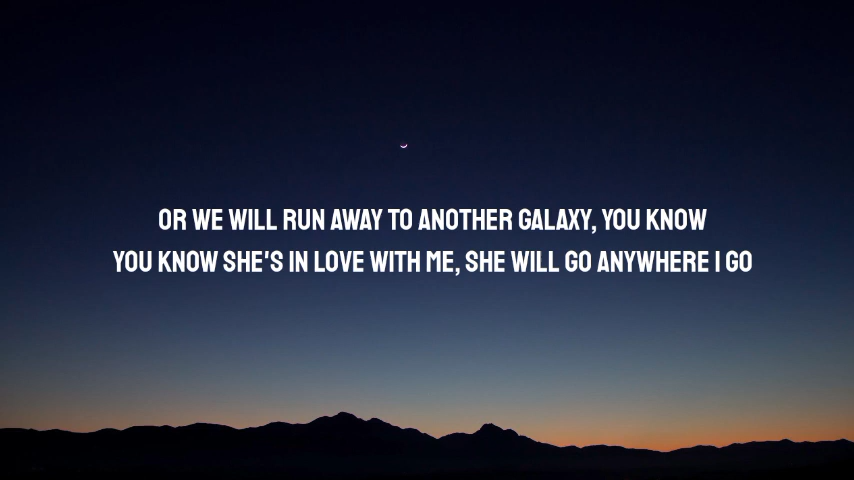 OR WE WILL RUN AWAY TO ANOTHER GALAXY, YOU KNOW
YOU KNOW SHE'S IN LOVE WITH ME, SHE WILL GO ANYWHERE I GO